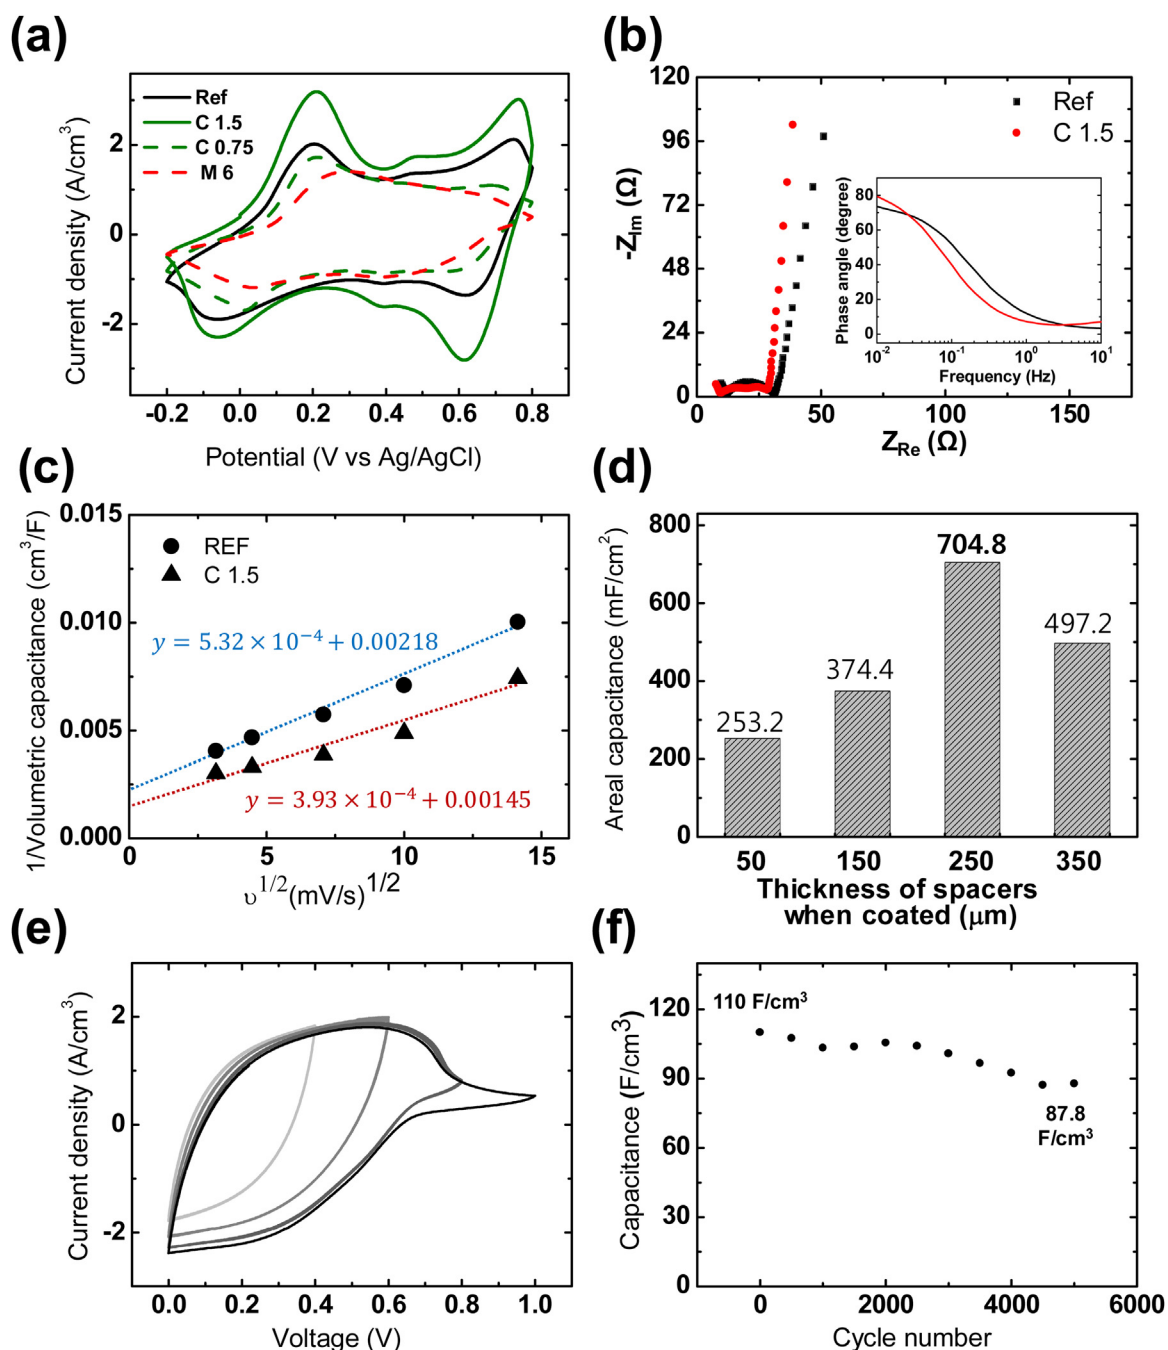 (a)
Ref
C 1.5
C 0.75
M 6
2
0
-2
-0.2 0.0 0.2 0.4 0.6 0.8
Current density (A/cm³)
Potential (V vs Ag/AgCl)
(b)
120
96
72
48
24
0
0 50 100 150
-Z_Im (Ω)
Z_Re (Ω)
Ref
C 1.5
80
60
40
20
0
10⁻² 10⁻¹ 10⁰ 10¹
Phase angle (degree)
Frequency (Hz)
(c)
0.015
0.010
0.005
0.000
0 5 10 15
1/Volumetric capacitance (cm³/F)
υ^1/2(mV/s)^1/2
REF
C 1.5
y = 5.32 × 10⁻⁴ + 0.00218
y = 3.93 × 10⁻⁴ + 0.00145
(d)
800
600
400
200
0
253.2
374.4
704.8
497.2
50 150 250 350
Areal capacitance (mF/cm²)
Thickness of spacers
when coated (μm)
(e)
2
0
-2
0.0 0.2 0.4 0.6 0.8 1.0
Current density (A/cm³)
Voltage (V)
(f)
120
90
60
30
0
0 2000 4000 6000
110 F/cm³
87.8
F/cm³
Capacitance (F/cm³)
Cycle number